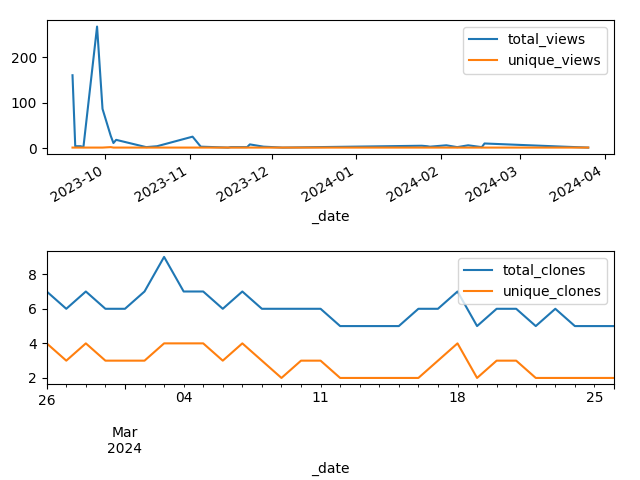 200
100
0
total_views
unique_views
2023-10
2023-11
2023-12
2024-01
2024-02
2024-03
2024-04
_date
8
6
4
2
total_clones
unique_clones
26
04
11
18
25
Mar
2024
_date